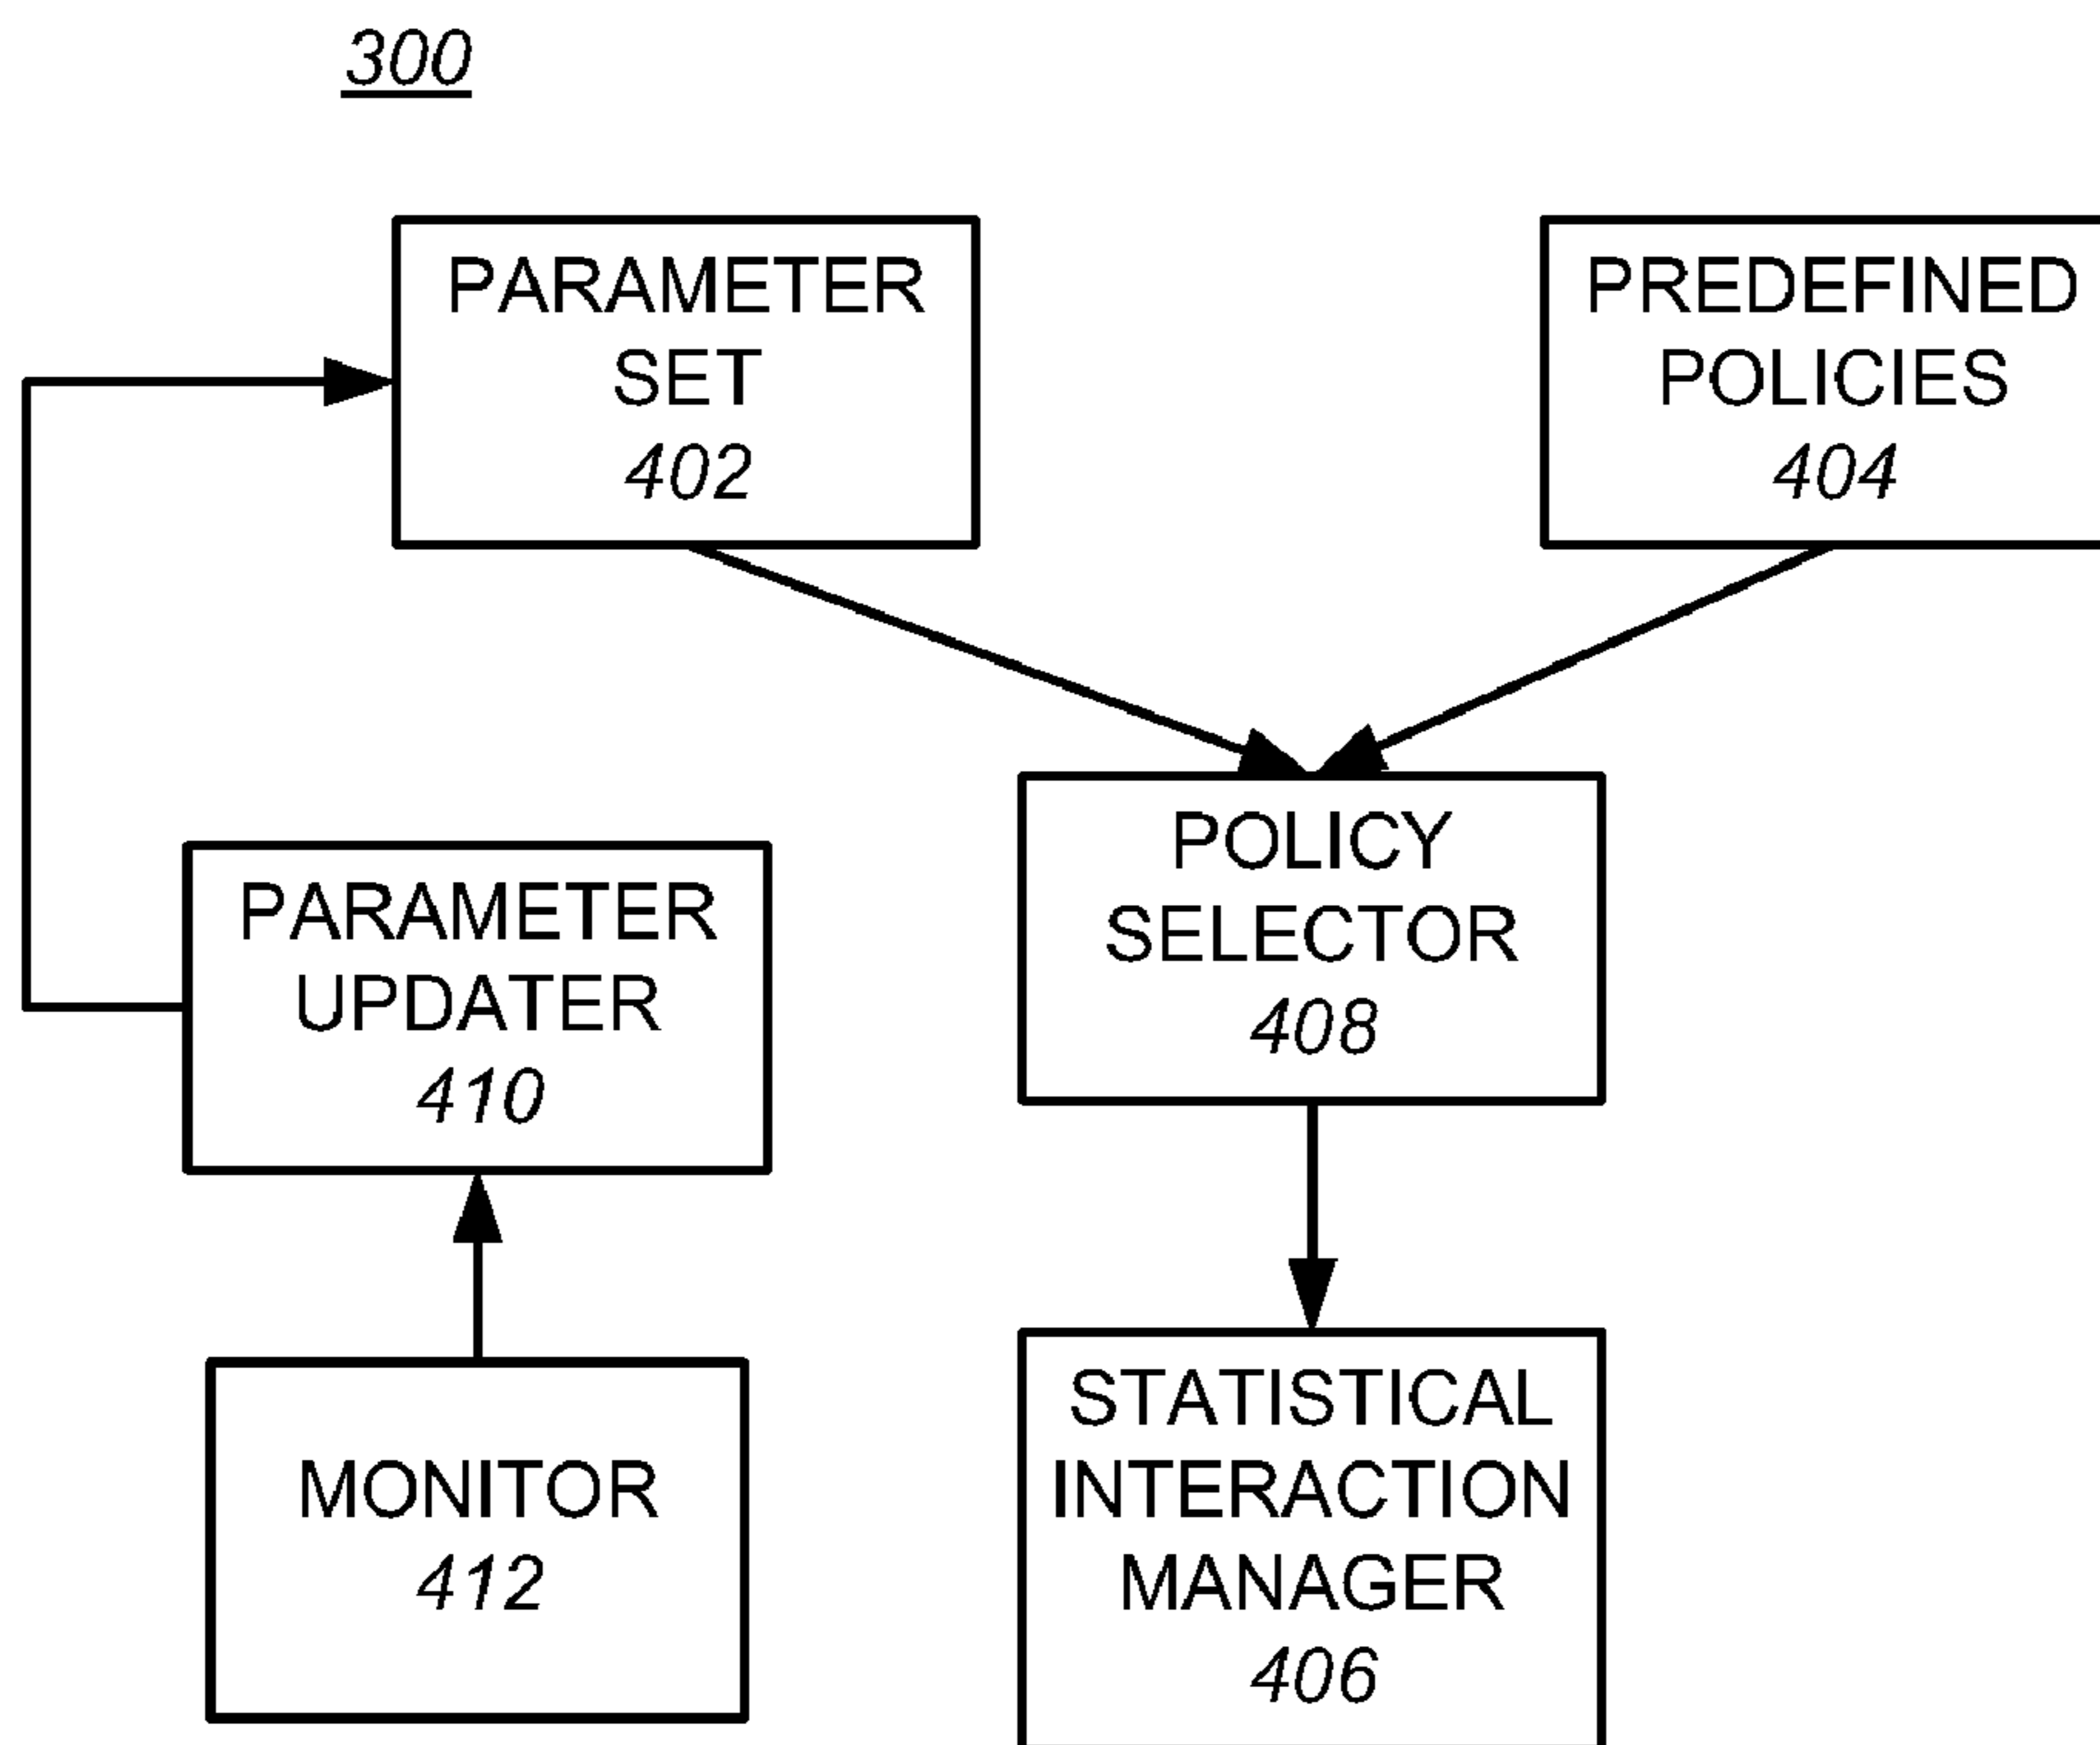 300
PARAMETER
SET
402
PREDEFINED
POLICIES
404
PARAMETER
UPDATER
410
POLICY
SELECTOR
408
MONITOR
412
STATISTICAL
INTERACTION
MANAGER
406